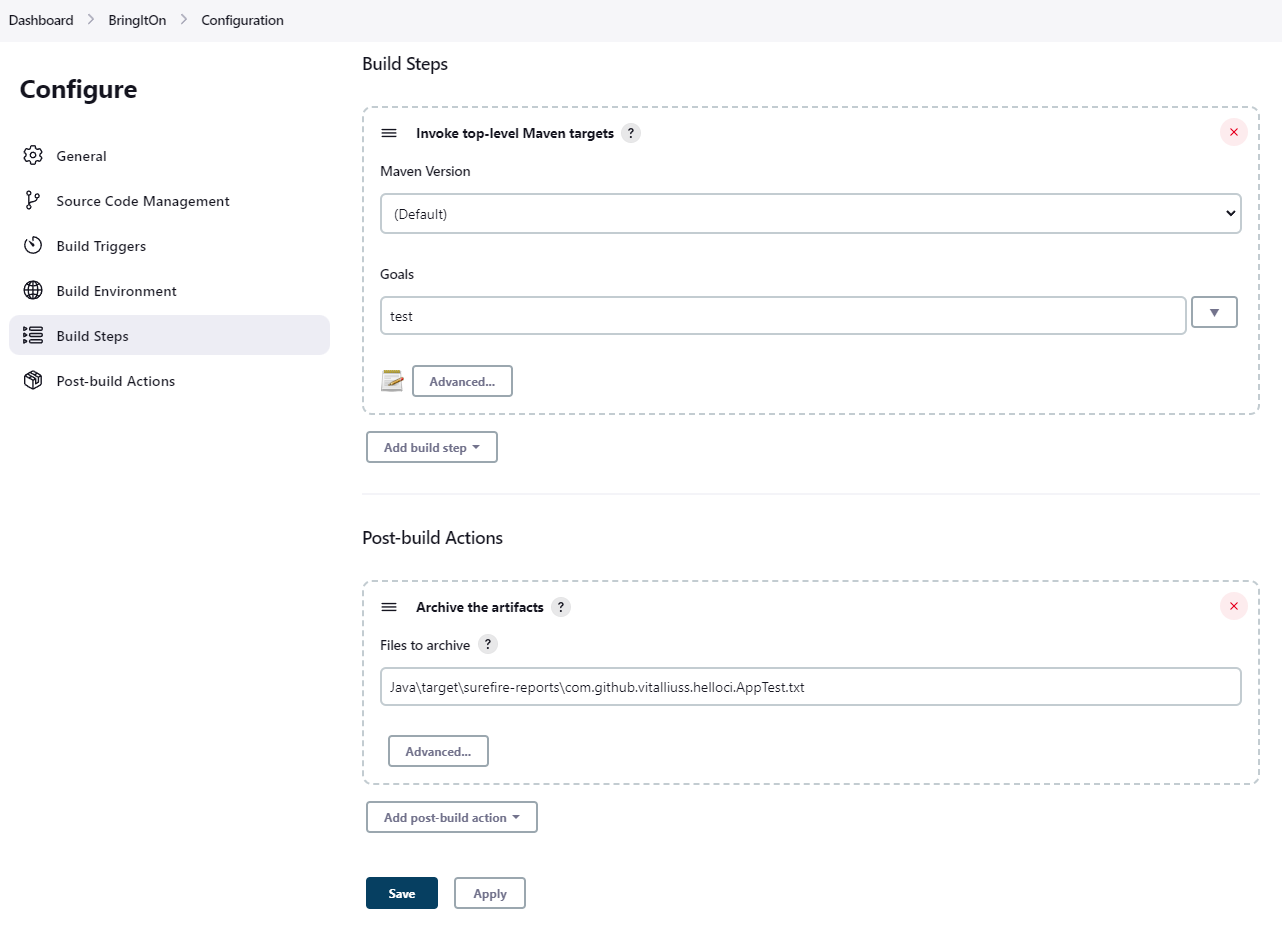 Dashboard > BringItOn > Configuration
Configure
General
Source Code Management
Build Triggers
Build Environment
Build Steps
Post-build Actions
Build Steps
Invoke top-level Maven targets ?
Maven Version
(Default)
Goals
test
Advanced...
Add build step
Post-build Actions
Archive the artifacts ?
Files to archive ?
Java\target\surefire-reports\com.github.vitalliuss.helloci.AppTest.txt
Advanced...
Add post-build action
Save
Apply